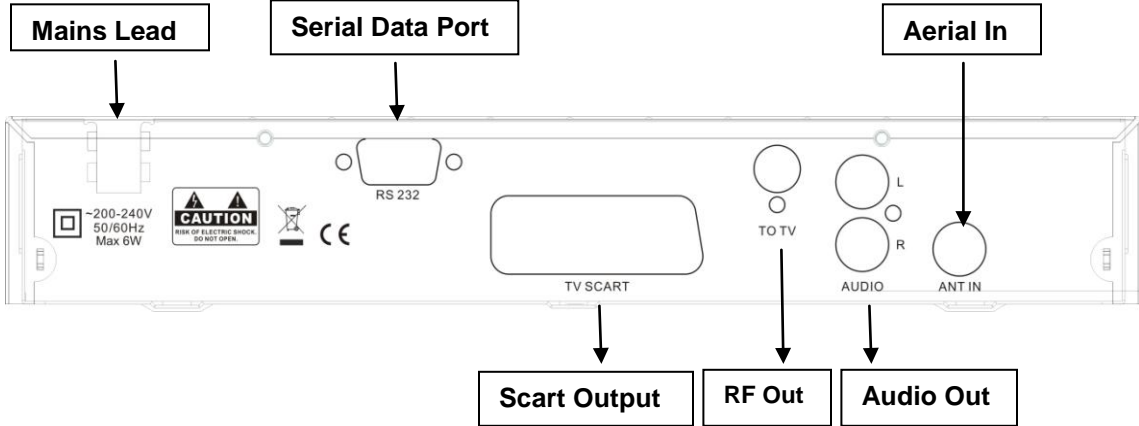 Mains Lead
Serial Data Port
Aerial In
RS 232
~200-240V
50/60Hz
Max 6W
CAUTION
RISK OF ELECTRIC SHOCK.
DO NOT OPEN.
CE
TV SCART
TO TV
L
R
AUDIO
ANT IN
Scart Output
RF Out
Audio Out